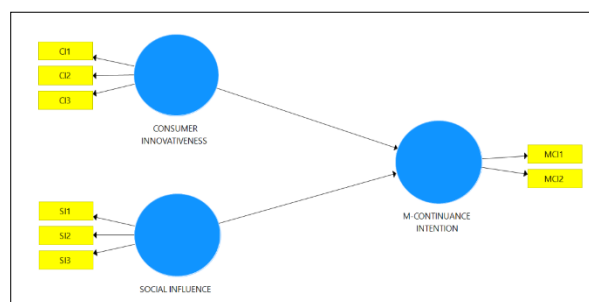 CI1
CI2
CI3
CONSUMER
INNOVATIVENESS
MCI1
MCI2
M-CONTINUANCE
INTENTION
SI1
SI2
SI3
SOCIAL INFLUENCE